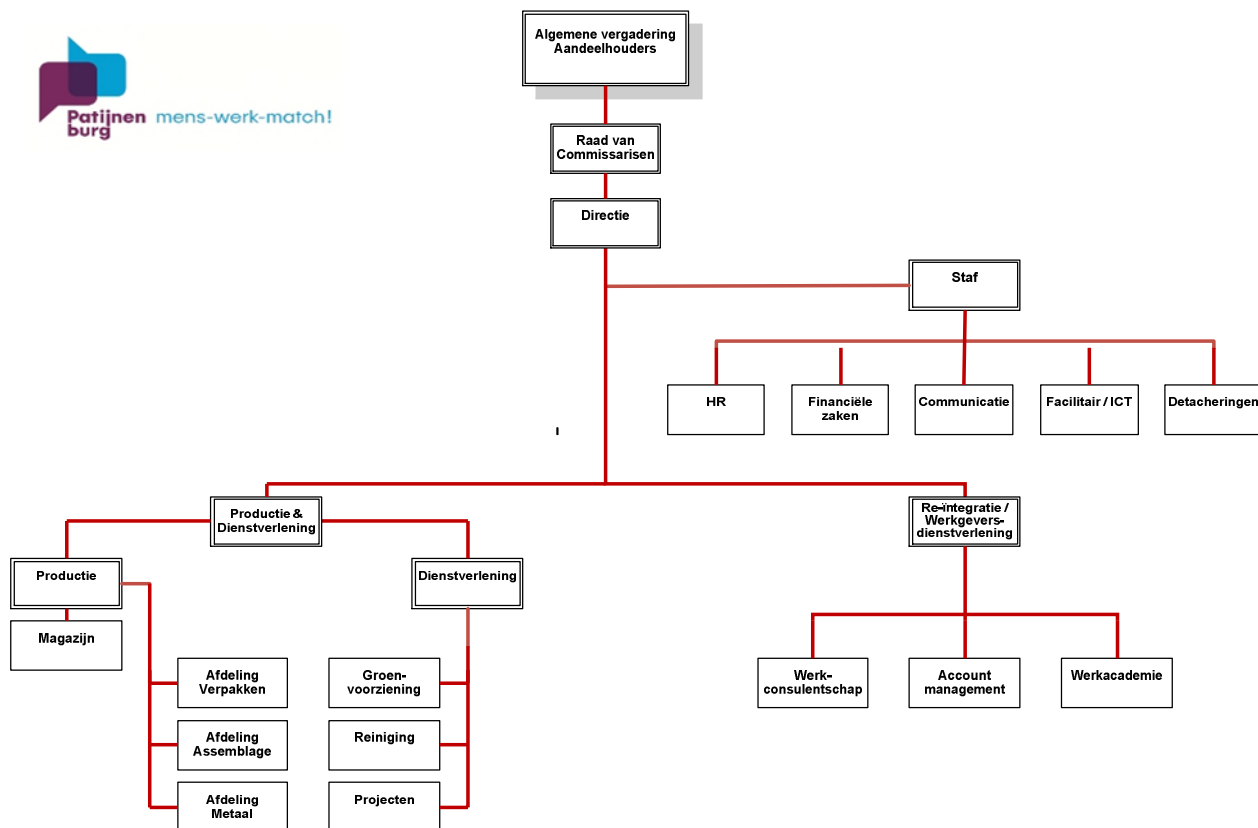 Algemene vergadering
Aandeelhouders
Patijnen
burg
mens-werk-match!
Raad van
Commissarisen
Directie
Staf
HR
Financiële
zaken
Communicatie
Facilitair / ICT
Detacheringen
Productie &
Dienstverlening
Re-ïntegratie /
Werkgevers-
dienstverlening
Productie
Dienstverlening
Magazijn
Afdeling
Verpakken
Groen-
voorziening
Werk-
consulentschap
Account
management
Werkacademie
Afdeling
Assemblage
Reiniging
Afdeling
Metaal
Projecten